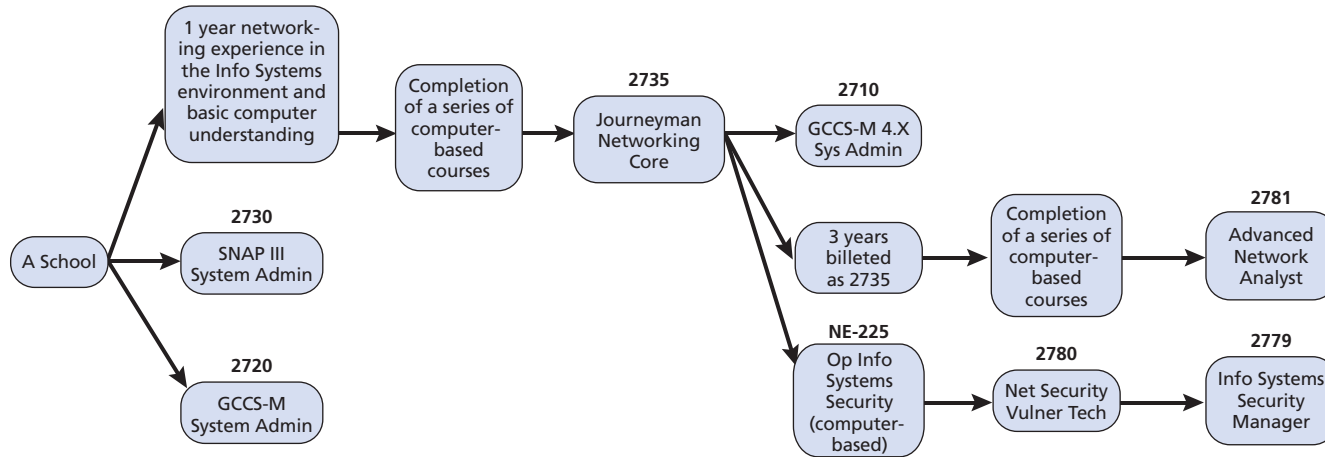 1 year network-
ing experience in
the Info Systems
environment and
basic computer
understanding
Completion
of a series of
computer-
based
courses
2735
Journeyman
Networking
Core
2710
GCCS-M 4.X
Sys Admin
A School
2730
SNAP III
System Admin
3 years
billeted
as 2735
Completion
of a series of
computer-
based
courses
2781
Advanced
Network
Analyst
2720
GCCS-M
System Admin
NE-225
Op Info
Systems
Security
(computer-
based)
2780
Net Security
Vulner Tech
2779
Info Systems
Security
Manager